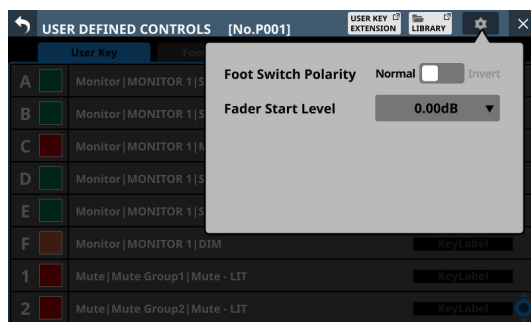 USER DEFINED CONTROLS [No.P001]
USER KEY
EXTENSION
LIBRARY
User Key
Foot
Foot Switch Polarity Normal Invert
Fader Start Level 0.00dB
A Monitor|MONITOR 1|S
B Monitor|MONITOR 1|S
C Monitor|MONITOR 1|
D Monitor|MONITOR 1|S
E Monitor|MONITOR 1|S
F Monitor|MONITOR 1|DIM KeyLabel
1 Mute|Mute Group1|Mute - LIT KeyLabel
2 Mute|Mute Group2|Mute - LIT KeyLabel